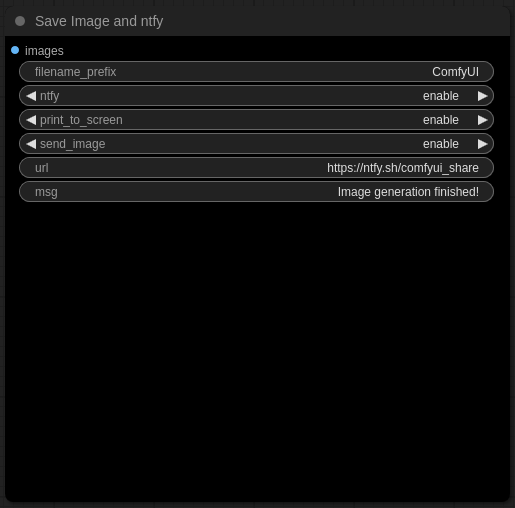 Save Image and ntfy
images
filename_prefix ComfyUI
ntfy enable
print_to_screen enable
send_image enable
url https://ntfy.sh/comfyui_share
msg Image generation finished!